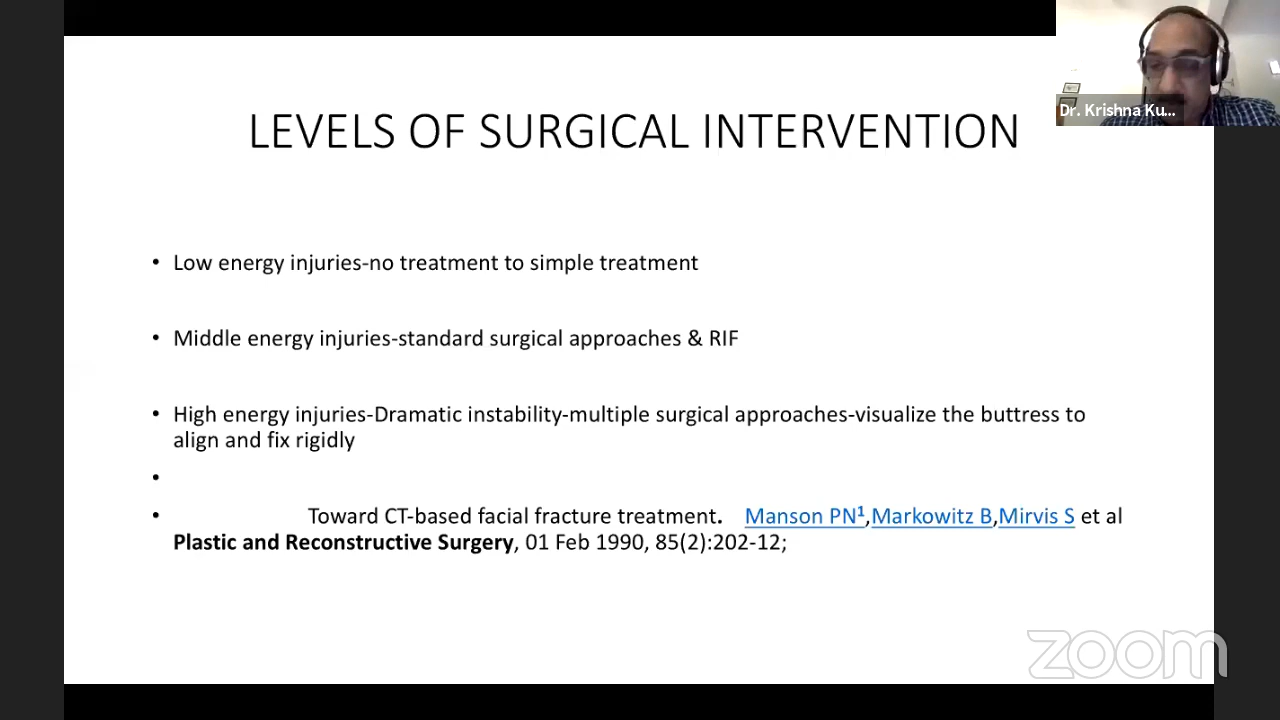 Dr. Krishna Ku...
LEVELS OF SURGICAL INTERVENTION
• Low energy injuries-no treatment to simple treatment
• Middle energy injuries-standard surgical approaches & RIF
• High energy injuries-Dramatic instability-multiple surgical approaches-visualize the buttress to
align and fix rigidly
•
• Toward CT-based facial fracture treatment. Manson PN¹,Markowitz B,Mirvis S et al
Plastic and Reconstructive Surgery, 01 Feb 1990, 85(2):202-12;
zoom